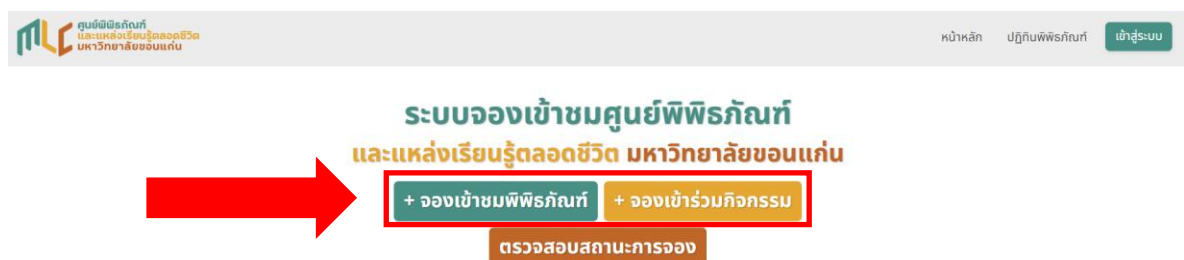 MLC
ศูนย์พิพิธภัณฑ์
และแหล่งเรียนรู้ตลอดชีวิต
มหาวิทยาลัยขอนแก่น
หน้าหลัก ปฏิทินพิพิธภัณฑ์ เข้าสู่ระบบ
ระบบจองเข้าชมศูนย์พิพิธภัณฑ์
และแหล่งเรียนรู้ตลอดชีวิต มหาวิทยาลัยขอนแก่น
+ จองเข้าชมพิพิธภัณฑ์ + จองเข้าร่วมกิจกรรม
ตรวจสอบสถานะการจอง